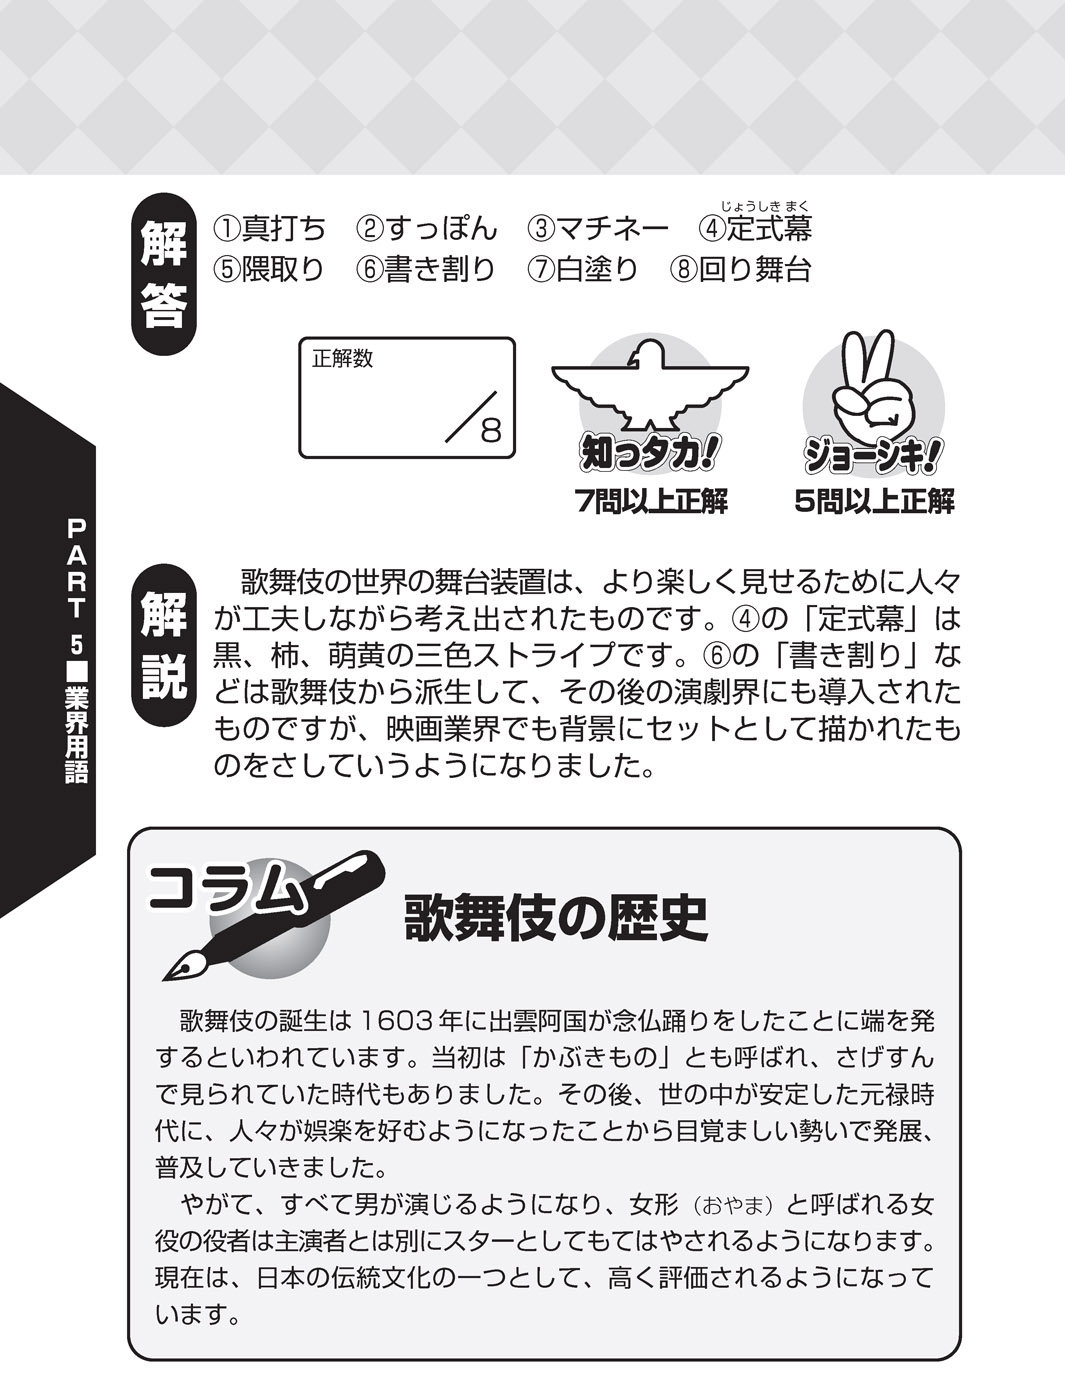 解答
①真打ち ②すっぽん ③マチネー ④定式幕
じょうしきまく
⑤隈取り ⑥書き割り ⑦白塗り ⑧回り舞台
正解数
/8
知っタカ!
7問以上正解
ジョーシキ!
5問以上正解
PART 5■業界用語
解説
歌舞伎の世界の舞台装置は、より楽しく見せるために人々
が工夫しながら考え出されたものです。④の「定式幕」は
黒、柿、萌黄の三色ストライプです。⑥の「書き割り」な
どは歌舞伎から派生して、その後の演劇界にも導入された
ものですが、映画業界でも背景にセットとして描かれたも
のをさしていうようになりました。
コラム
歌舞伎の歴史
歌舞伎の誕生は1603年に出雲阿国が念仏踊りをしたことに端を発
するといわれています。当初は「かぶきもの」とも呼ばれ、さげすん
で見られていた時代もありました。その後、世の中が安定した元禄時
代に、人々が娯楽を好むようになったことから目覚ましい勢いで発展、
普及していきました。
やがて、すべて男が演じるようになり、女形（おやま）と呼ばれる女
役の役者は主演者とは別にスターとしてもてはやされるようになります。
現在は、日本の伝統文化の一つとして、高く評価されるようになって
います。